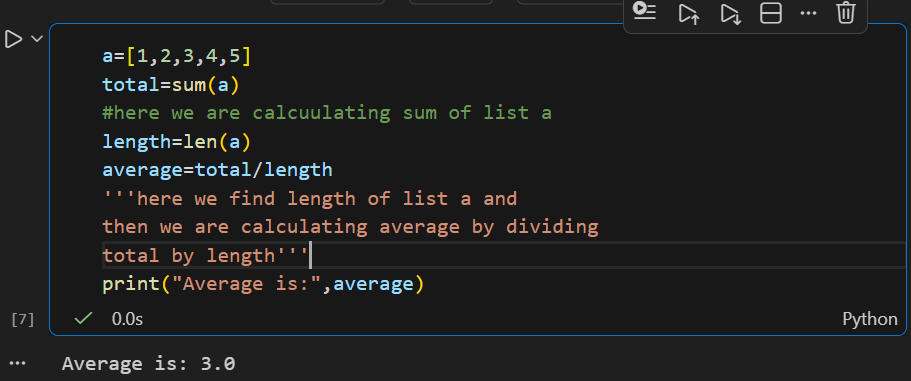 a=[1,2,3,4,5]
total=sum(a)
#here we are calcuulating sum of list a
length=len(a)
average=total/length
'''here we find length of list a and
then we are calculating average by dividing
total by length'''
print("Average is:",average)
[7]
0.0s
Python
Average is: 3.0